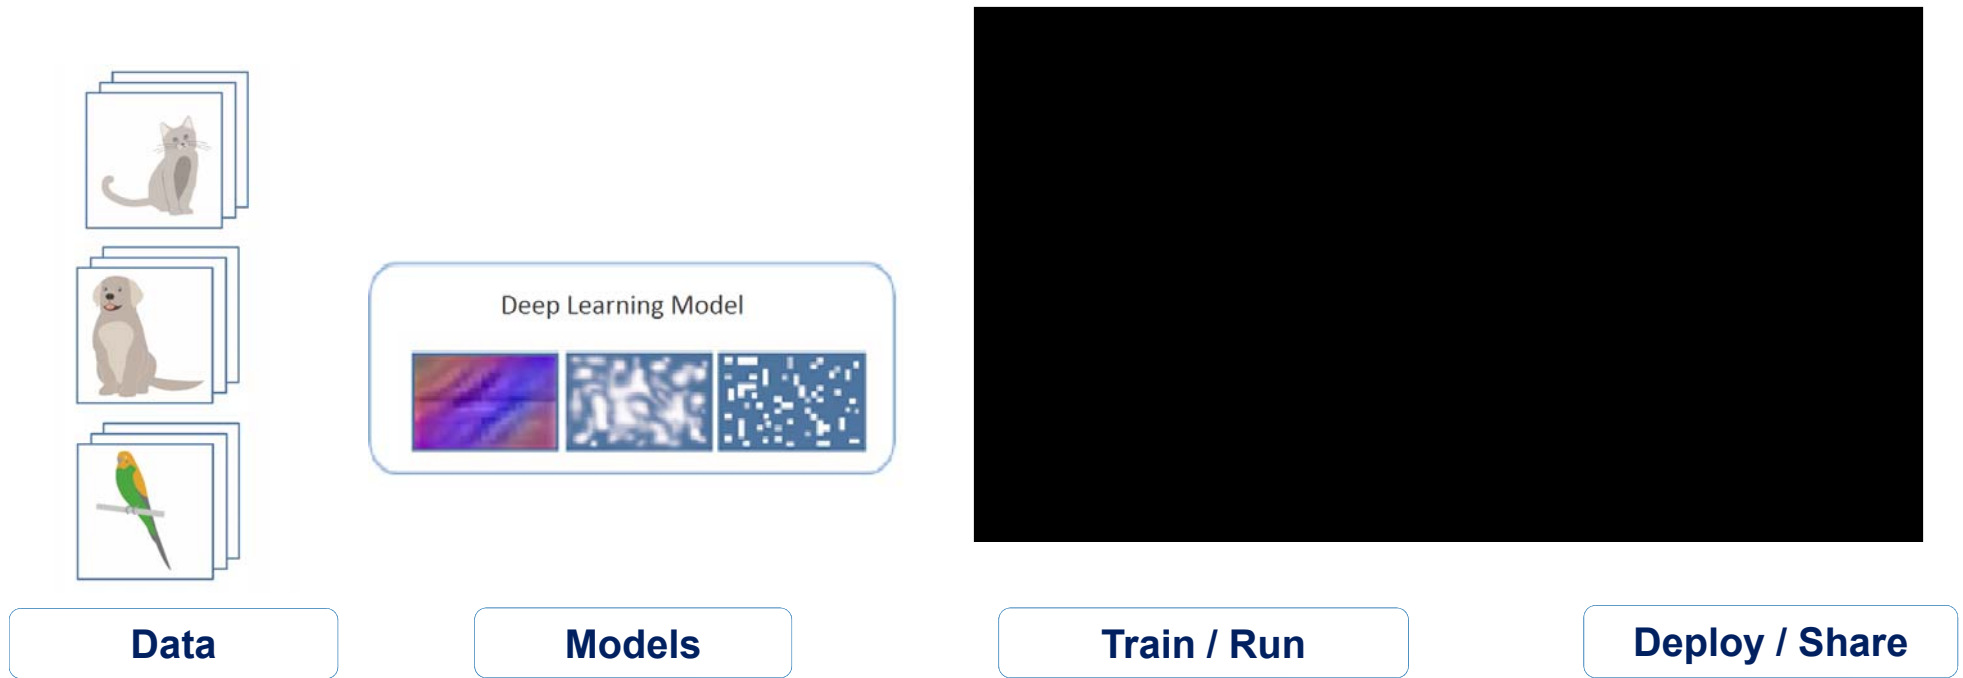 Deep Learning Model
Data
Models
Train / Run
Deploy / Share